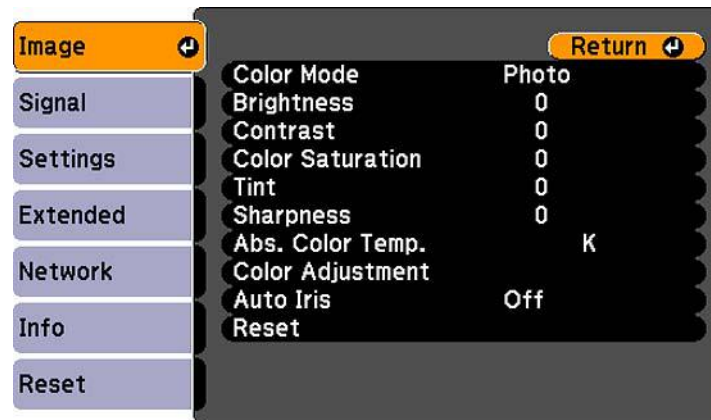 Image
Signal
Settings
Extended
Network
Info
Reset
Return
Color Mode Photo
Brightness 0
Contrast 0
Color Saturation 0
Tint 0
Sharpness 0
Abs. Color Temp. K
Color Adjustment
Auto Iris Off
Reset